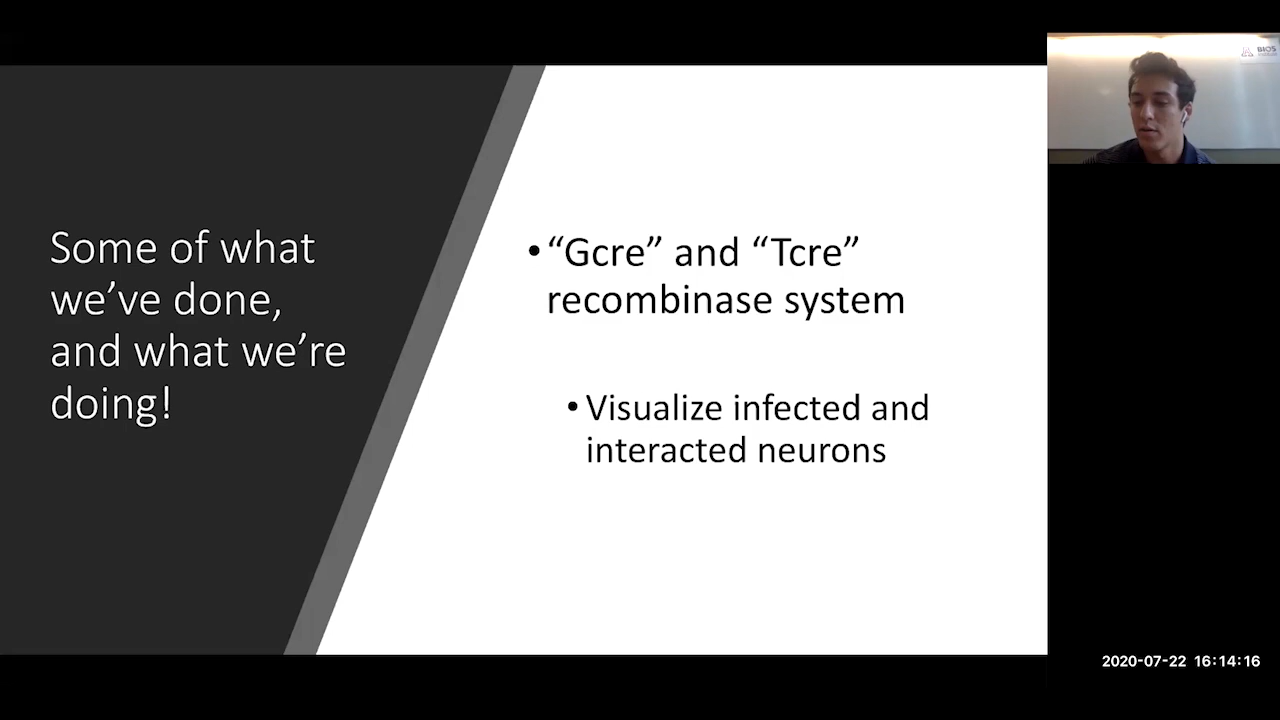 Some of what
we’ve done,
and what we’re
doing!
• “Gcre” and “Tcre”
recombinase system
• Visualize infected and
interacted neurons
BIO5
2020-07-22 16:14:16